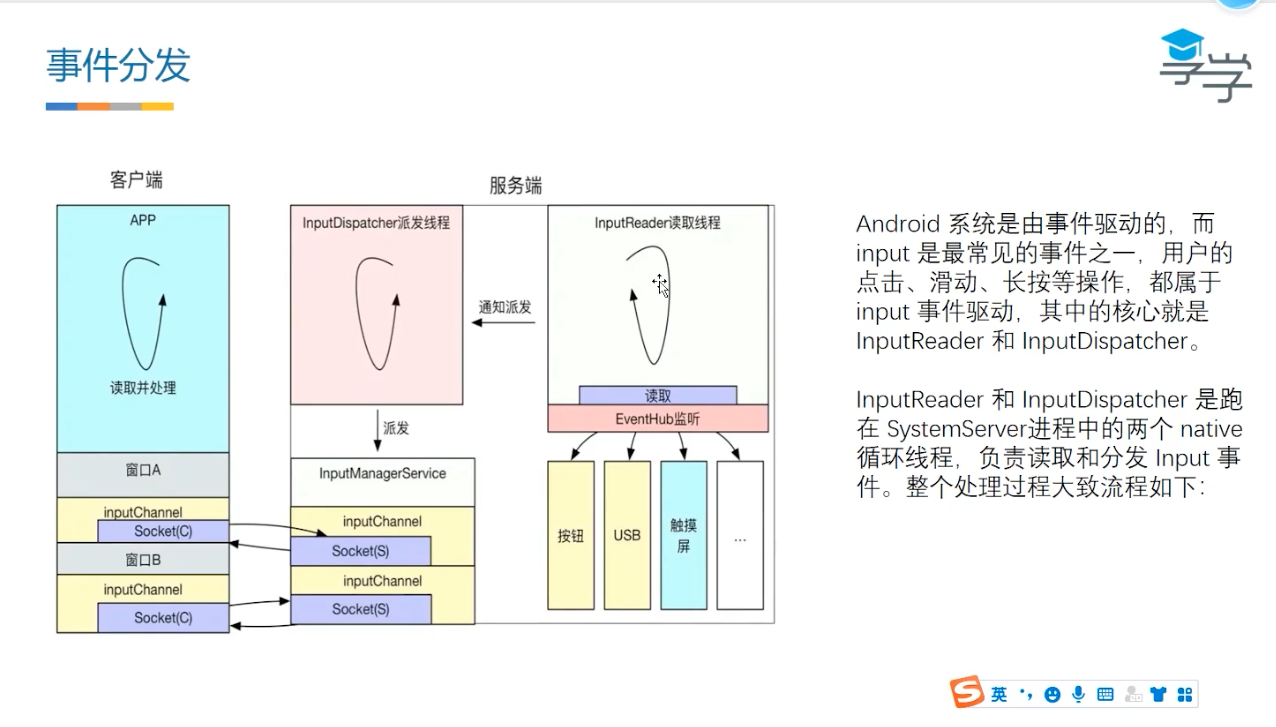 事件分发
享学
客户端
服务端
APP
读取并处理
窗口A
inputChannel
Socket(C)
窗口B
inputChannel
Socket(C)
InputDispatcher派发线程
派发
InputManagerService
inputChannel
Socket(S)
inputChannel
Socket(S)
通知派发
InputReader读取线程
读取
EventHub监听
按钮
USB
触摸
屏
...
Android 系统是由事件驱动的，而
input 是最常见的事件之一，用户的
点击、滑动、长按等操作，都属于
input 事件驱动，其中的核心就是
InputReader 和 InputDispatcher。
InputReader 和 InputDispatcher 是跑
在 SystemServer进程中的两个 native
循环线程，负责读取和分发 Input 事
件。整个处理过程大致流程如下：
S 英